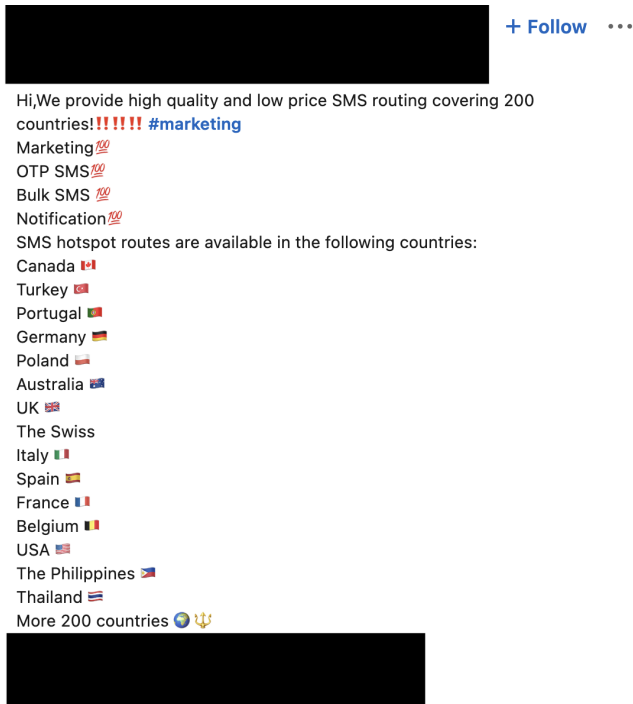 + Follow ...
Hi,We provide high quality and low price SMS routing covering 200
countries!‼️‼️‼️ #marketing
Marketing💯
OTP SMS💯
Bulk SMS 💯
Notification💯
SMS hotspot routes are available in the following countries:
Canada 🇨🇦
Turkey 🇹🇷
Portugal 🇵🇹
Germany 🇩🇪
Poland 🇵🇱
Australia 🇦🇺
UK 🇬🇧
The Swiss
Italy 🇮🇹
Spain 🇪🇸
France 🇫🇷
Belgium 🇧🇪
USA 🇺🇸
The Philippines 🇵🇭
Thailand 🇹🇭
More 200 countries 🌍🔱